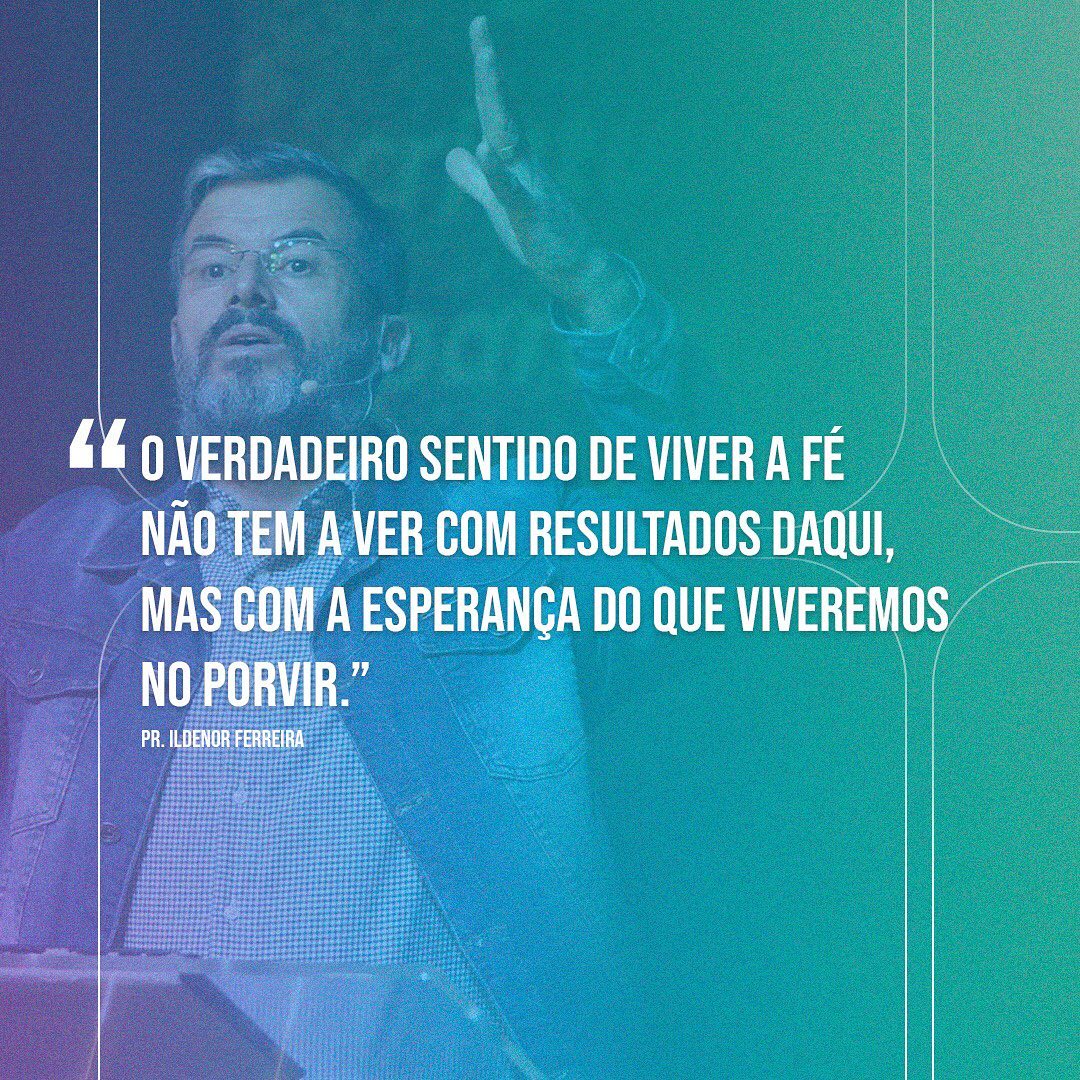 “O VERDADEIRO SENTIDO DE VIVER A FÉ
NÃO TEM A VER COM RESULTADOS DAQUI,
MAS COM A ESPERANÇA DO QUE VIVEREMOS
NO PORVIR.”
PR. ILDENOR FERREIRA